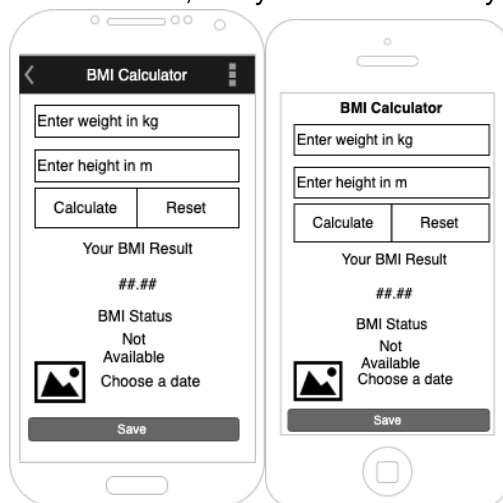 BMI Calculator
Enter weight in kg
Enter height in m
Calculate Reset
Your BMI Result
##.##
BMI Status
Not
Available
Choose a date
Save
BMI Calculator
Enter weight in kg
Enter height in m
Calculate Reset
Your BMI Result
##.##
BMI Status
Not
Available
Choose a date
Save